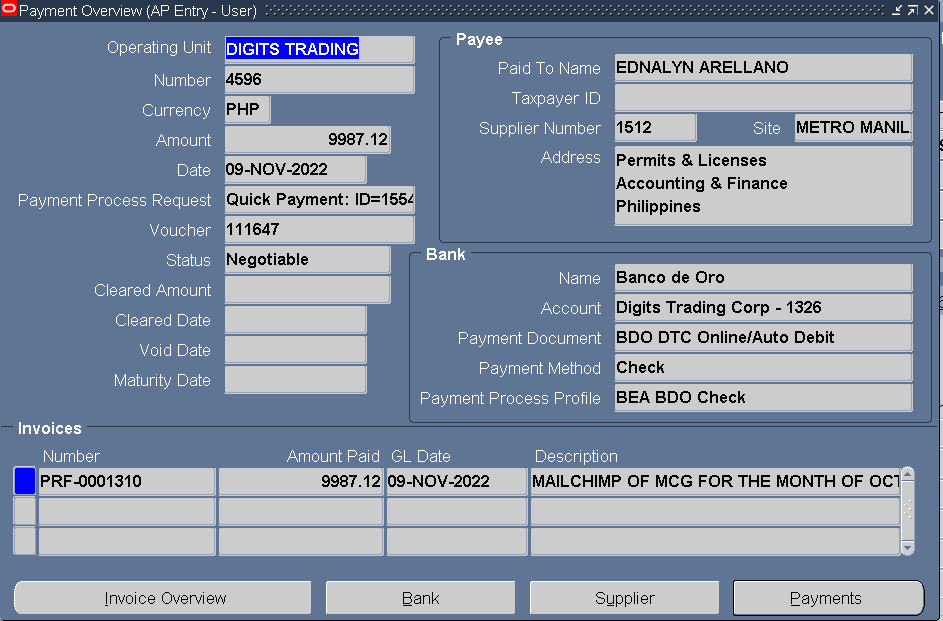 Payment Overview (AP Entry - User)
Operating Unit DIGITS TRADING
Number 4596
Currency PHP
Amount 9987.12
Date 09-NOV-2022
Payment Process Request Quick Payment: ID=1554
Voucher 111647
Status Negotiable
Cleared Amount
Cleared Date
Void Date
Maturity Date
Payee
Paid To Name EDNALYN ARELLANO
Taxpayer ID
Supplier Number 1512 Site METRO MANIL
Address Permits & Licenses
Accounting & Finance
Philippines
Bank
Name Banco de Oro
Account Digits Trading Corp - 1326
Payment Document BDO DTC Online/Auto Debit
Payment Method Check
Payment Process Profile BEA BDO Check
Invoices
Number Amount Paid GL Date Description
PRF-0001310 9987.12 09-NOV-2022 MAILCHIMP OF MCG FOR THE MONTH OF OCT
Invoice Overview Bank Supplier Payments